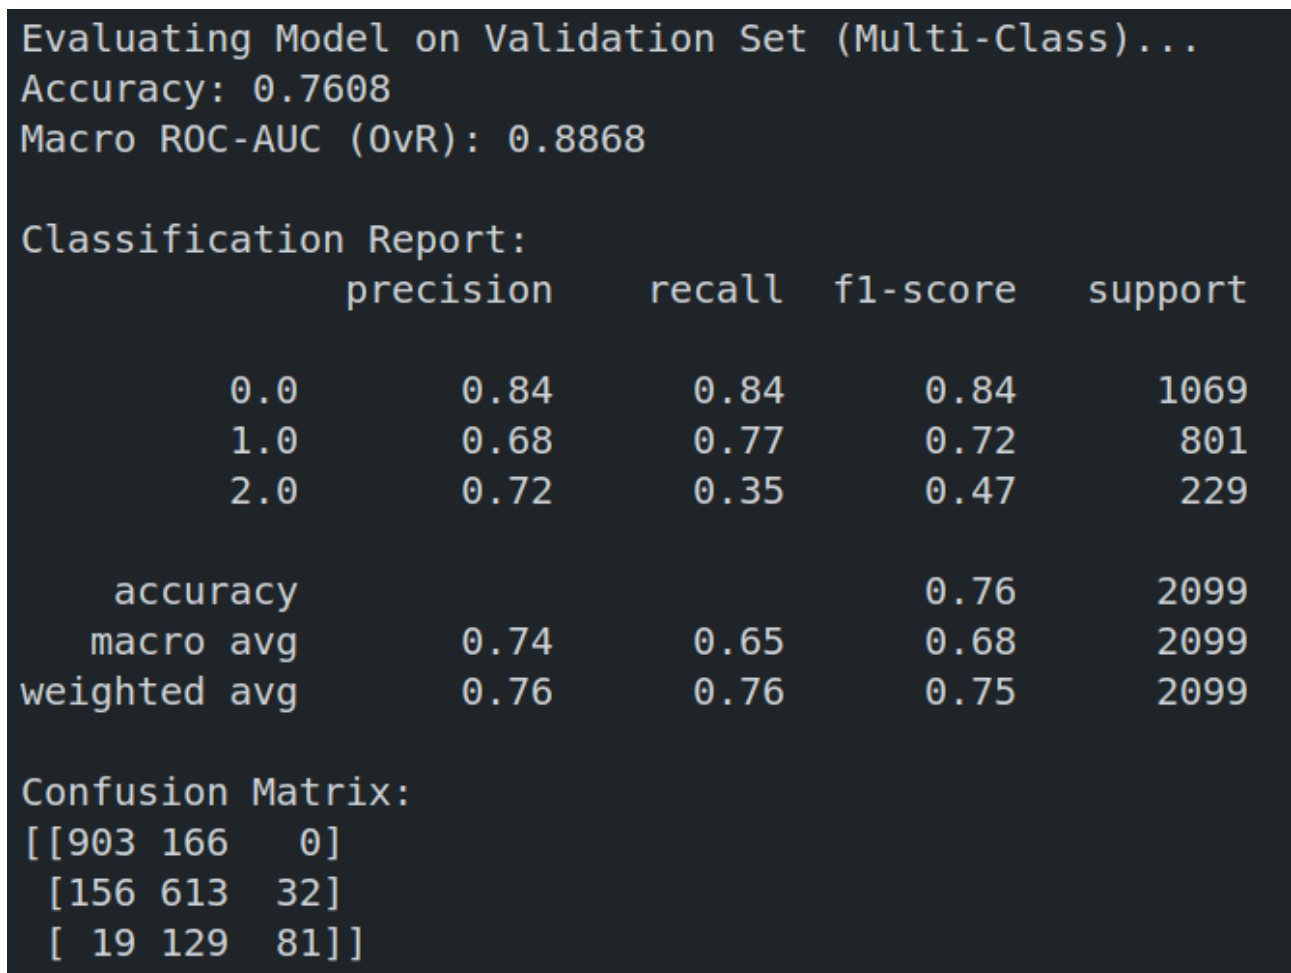 Evaluating Model on Validation Set (Multi-Class)...
Accuracy: 0.7608
Macro ROC-AUC (OvR): 0.8868
Classification Report:
precision recall f1-score support
0.0 0.84 0.84 0.84 1069
1.0 0.68 0.77 0.72 801
2.0 0.72 0.35 0.47 229
accuracy 0.76 2099
macro avg 0.74 0.65 0.68 2099
weighted avg 0.76 0.76 0.75 2099
Confusion Matrix:
[[903 166 0]
[156 613 32]
[ 19 129 81]]